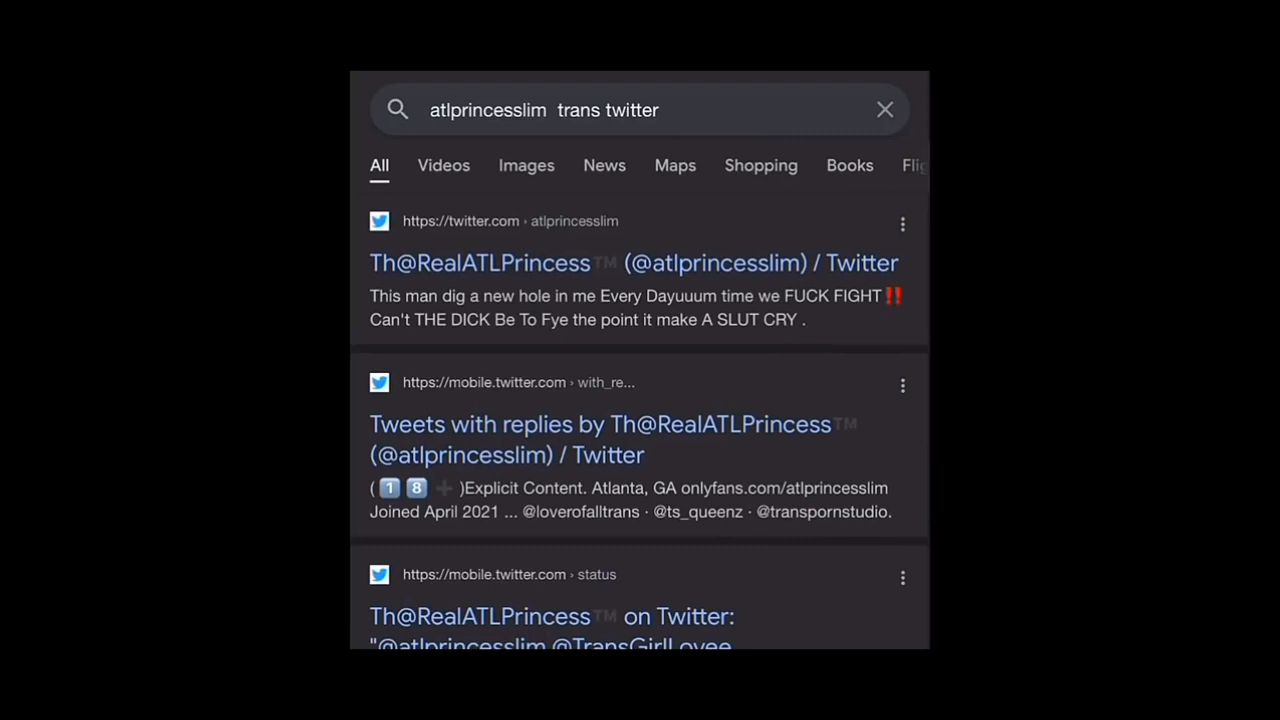 atlprincesslim trans twitter
All Videos Images News Maps Shopping Books
https://twitter.com › atlprincesslim
Th@RealATLPrincess™️ (@atlprincesslim) / Twitter
This man dig a new hole in me Every Dayuuum time we FUCK FIGHT‼️
Can't THE DICK Be To Fye the point it make A SLUT CRY .
https://mobile.twitter.com › with_re...
Tweets with replies by Th@RealATLPrincess™️
(@atlprincesslim) / Twitter
( 1️⃣ 8️⃣ ➕ )Explicit Content. Atlanta, GA onlyfans.com/atlprincesslim
Joined April 2021 ... @loverofalltrans · @ts_queenz · @transpornstudio.
https://mobile.twitter.com › status
Th@RealATLPrincess™️ on Twitter:
"@atlprincesslim @TransGirlLovee